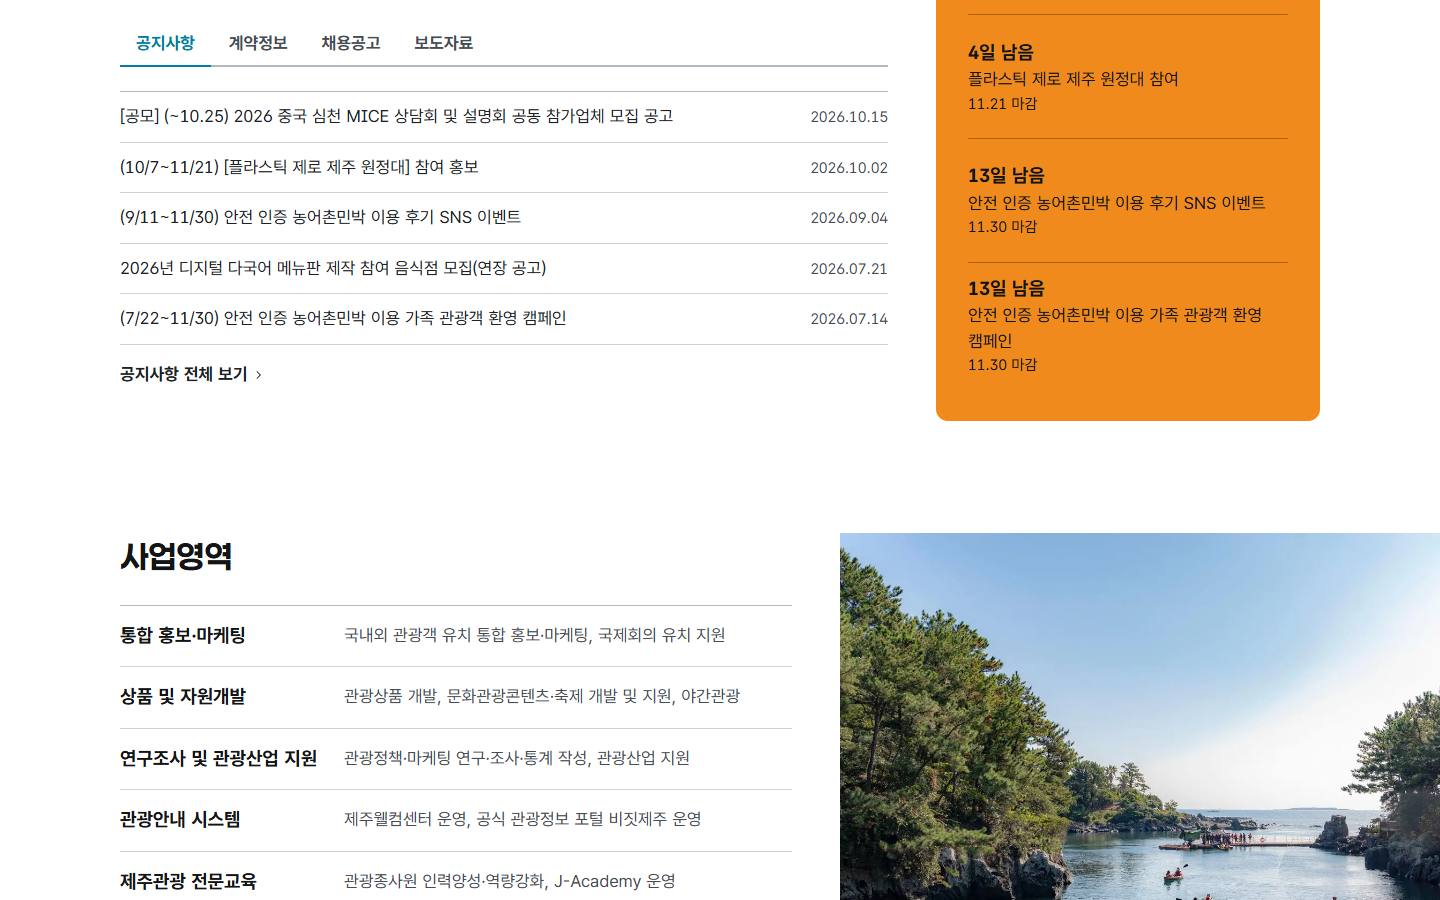 공지사항
계약정보
채용공고
보도자료
[공모] (~10.25) 2026 중국 심천 MICE 상담회 및 설명회 공동 참가업체 모집 공고
2026.10.15
(10/7~11/21) [플라스틱 제로 제주 원정대] 참여 홍보
2026.10.02
(9/11~11/30) 안전 인증 농어촌민박 이용 후기 SNS 이벤트
2026.09.04
2026년 디지털 다국어 메뉴판 제작 참여 음식점 모집(연장 공고)
2026.07.21
(7/22~11/30) 안전 인증 농어촌민박 이용 가족 관광객 환영 캠페인
2026.07.14
공지사항 전체 보기
4일 남음
플라스틱 제로 제주 원정대 참여
11.21 마감
13일 남음
안전 인증 농어촌민박 이용 후기 SNS 이벤트
11.30 마감
13일 남음
안전 인증 농어촌민박 이용 가족 관광객 환영
캠페인
11.30 마감
사업영역
통합 홍보·마케팅
국내외 관광객 유치 통합 홍보·마케팅, 국제회의 유치 지원
상품 및 자원개발
관광상품 개발, 문화관광콘텐츠·축제 개발 및 지원, 야간관광
연구조사 및 관광산업 지원
관광정책·마케팅 연구·조사·통계 작성, 관광산업 지원
관광안내 시스템
제주웰컴센터 운영, 공식 관광정보 포털 비짓제주 운영
제주관광 전문교육
관광종사원 인력양성·역량강화, J-Academy 운영